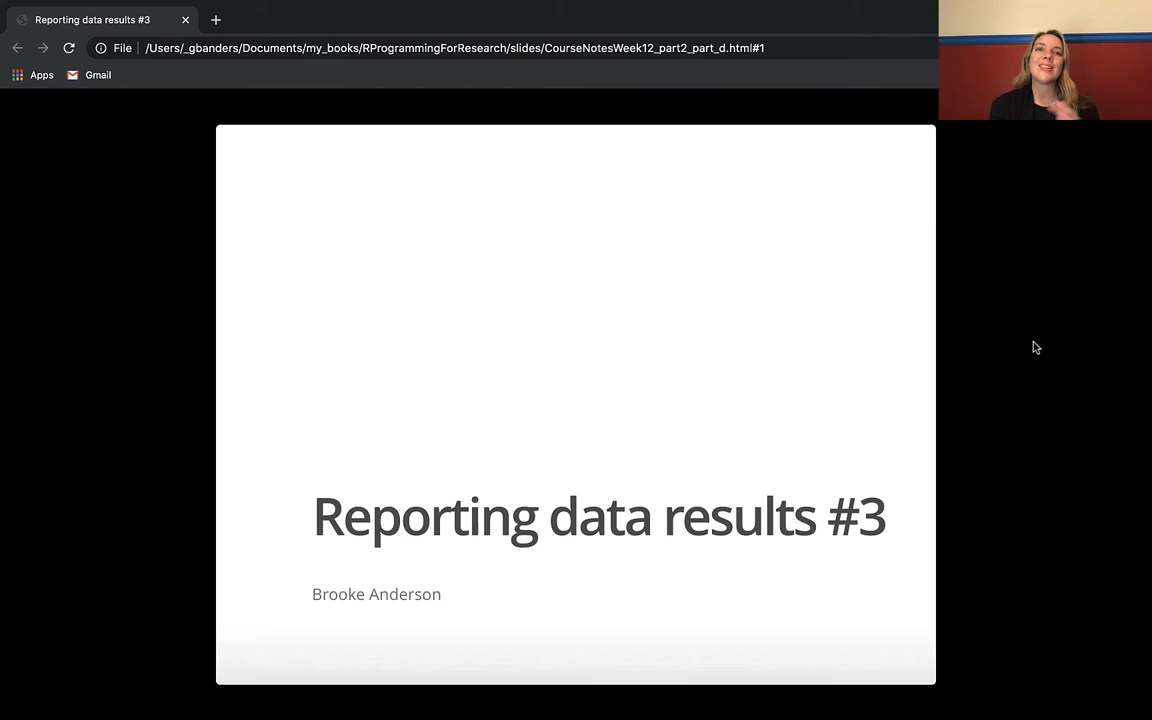 Reporting data results #3
File
/Users/_gbanders/Documents/my_books/RProgrammingForResearch/slides/CourseNotesWeek12_part2_part_d.html#1
Apps
Gmail
Reporting data results #3
Brooke Anderson